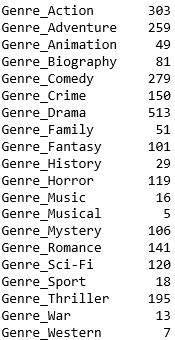 Genre_Action 303
Genre_Adventure 259
Genre_Animation 49
Genre_Biography 81
Genre_Comedy 279
Genre_Crime 150
Genre_Drama 513
Genre_Family 51
Genre_Fantasy 101
Genre_History 29
Genre_Horror 119
Genre_Music 16
Genre_Musical 5
Genre_Mystery 106
Genre_Romance 141
Genre_Sci-Fi 120
Genre_Sport 18
Genre_Thriller 195
Genre_War 13
Genre_Western 7